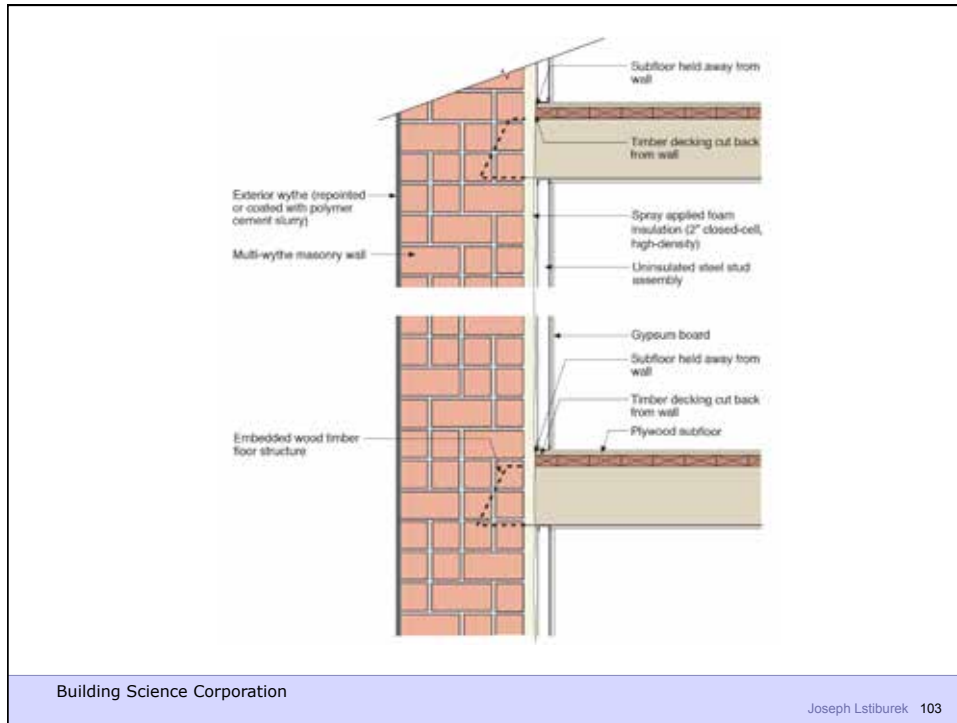 Subfloor held away from
wall
Timber decking cut back
from wall
Exterior wythe (repointed
or coated with polymer
cement slurry)
Multi-wythe masonry wall
Spray applied foam
insulation (2" closed-cell,
high-density)
Uninsulated steel stud
assembly
Gypsum board
Subfloor held away from
wall
Timber decking cut back
from wall
Plywood subfloor
Embedded wood timber
floor structure
Building Science Corporation
Joseph Lstiburek 103